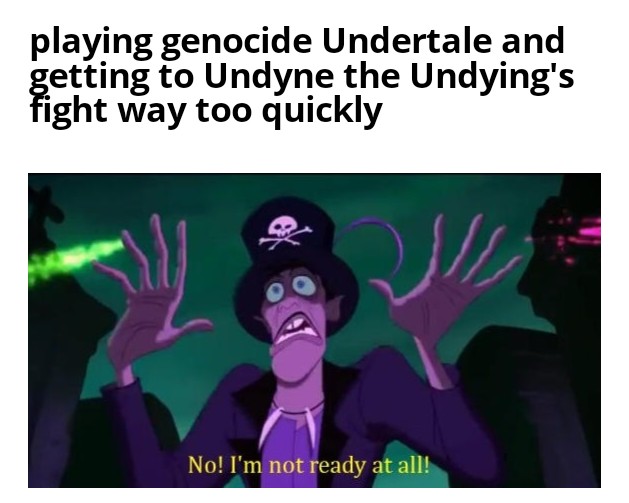 playing genocide Undertale and
getting to Undyne the Undying's
fight way too quickly
No! I'm not ready at all!